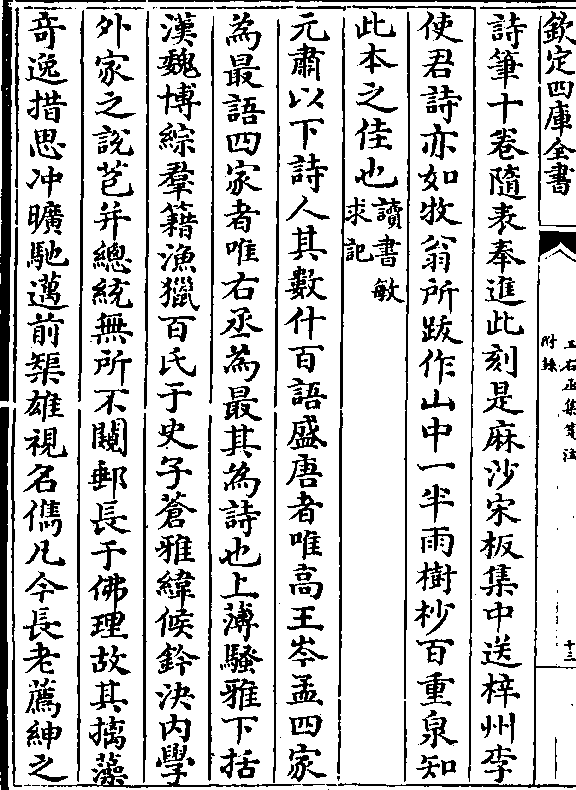 欽定四庫全書
王右丞集箋注
附錄
十三
詩筆十卷隨表奉進此刻是麻沙宋板集中送梓州李
使君詩亦如牧翁所跋作山中一半雨樹杪百重泉知
此本之佳也讀書敏
求記
元肅以下詩人其數什百語盛唐者唯高王岑孟四家
為最語四家者唯右丞為最其為詩也上薄騷雅下括
漢魏博綜羣籍漁獵百氏于史子蒼雅緯候鈐決内學
外家之說苞并總統無所不闚郵長于佛理故其摛藻
奇逸措思冲曠馳邁前榘雄視名儁凡今長老薦紳之